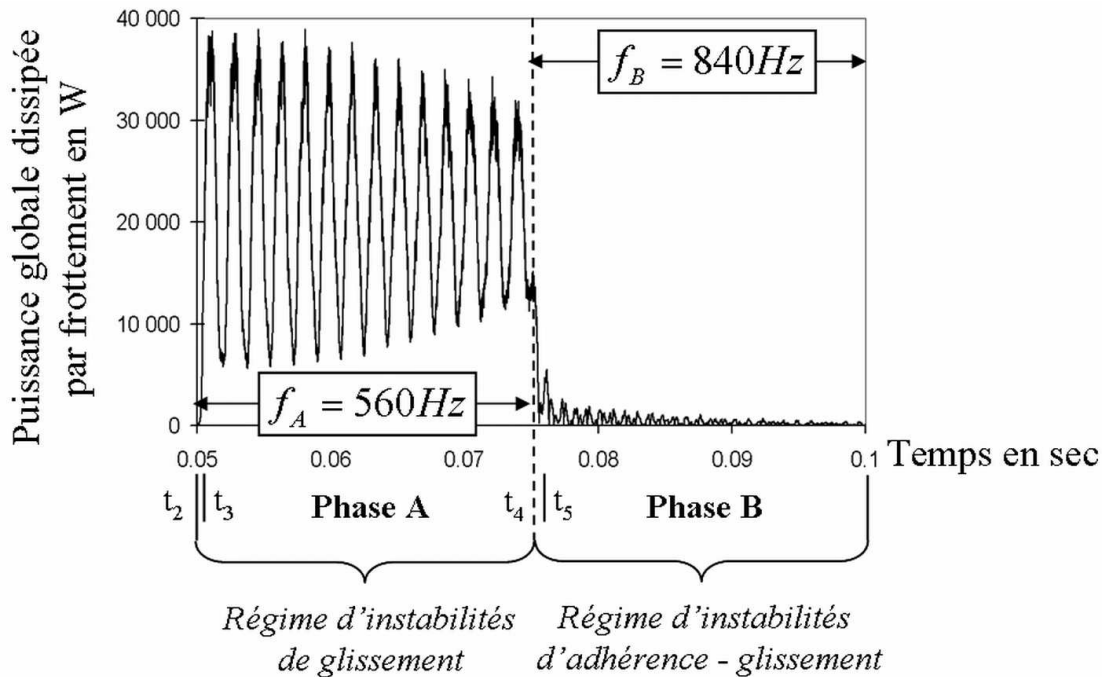 Puissance globale dissipée
par frottement en W
40 000
30 000
20 000
10 000
0
f_B = 840Hz
f_A = 560Hz
0.05
0.06
0.07
0.08
0.09
0.1
Temps en sec
t2
t3
Phase A
t4
t5
Phase B
Régime d'instabilités
de glissement
Régime d'instabilités
d'adhérence - glissement